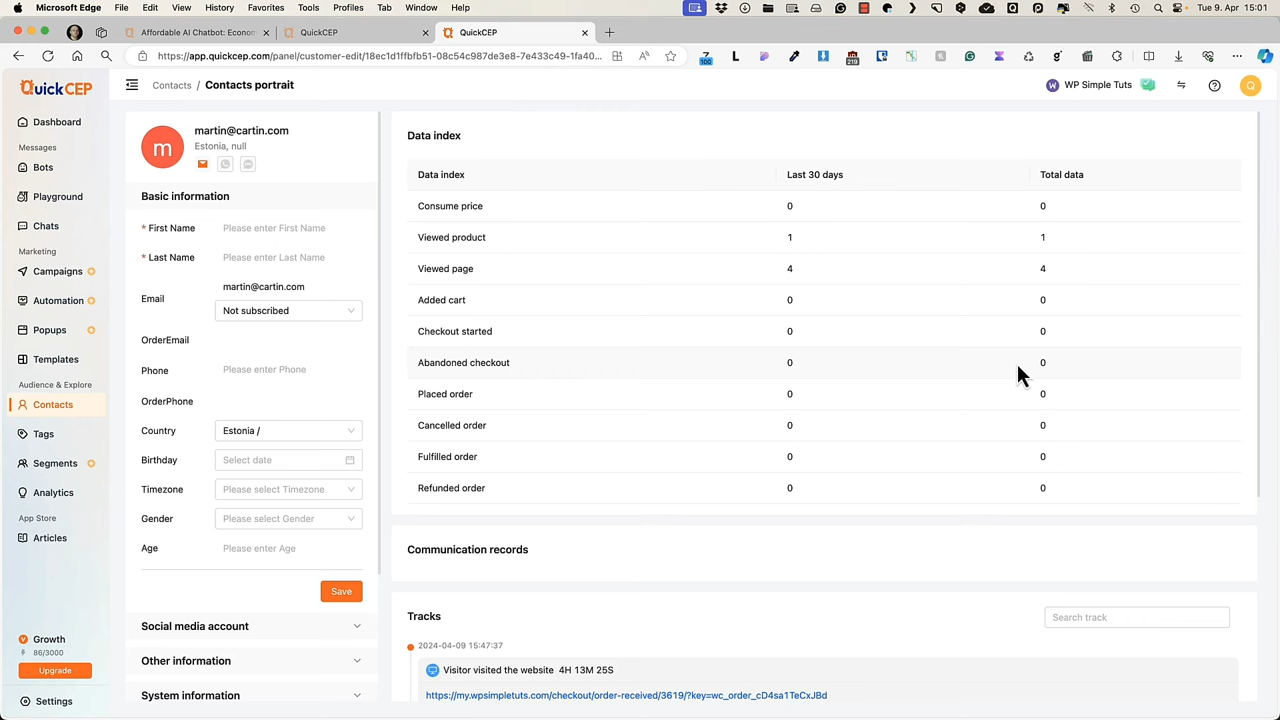 Microsoft Edge File Edit View History Favorites Tools Profiles Tab Window Help Tue 9. Apr 15:01
Affordable AI Chatbot: Econom
QuickCEP
QuickCEP
https://app.quickcep.com/panel/customer-edit/18ec1d1ffbfb51-08c54c987de3e8-7e433c49-1fa40...
100
219
QuickCEP
Contacts / Contacts portrait
W WP Simple Tuts
Q
Dashboard
Messages
Bots
Playground
Chats
Marketing
Campaigns
Automation
Popups
Templates
Audience & Explore
Contacts
Tags
Segments
Analytics
App Store
Articles
Growth
86/3000
Upgrade
Settings
m
martin@cartin.com
Estonia, null
Basic information
* First Name Please enter First Name
* Last Name Please enter Last Name
Email martin@cartin.com
Not subscribed
OrderEmail
Phone Please enter Phone
OrderPhone
Country Estonia /
Birthday Select date
Timezone Please select Timezone
Gender Please select Gender
Age Please enter Age
Save
Social media account
Other information
System information
Data index
Data index Last 30 days Total data
Consume price 0 0
Viewed product 1 1
Viewed page 4 4
Added cart 0 0
Checkout started 0 0
Abandoned checkout 0 0
Placed order 0 0
Cancelled order 0 0
Fulfilled order 0 0
Refunded order 0 0
Communication records
Tracks
Search track
2024-04-09 15:47:37
Visitor visited the website 4H 13M 25S
https://my.wpsimpletuts.com/checkout/order-received/3619/?key=wc_order_cD4sa1TeCxJBd